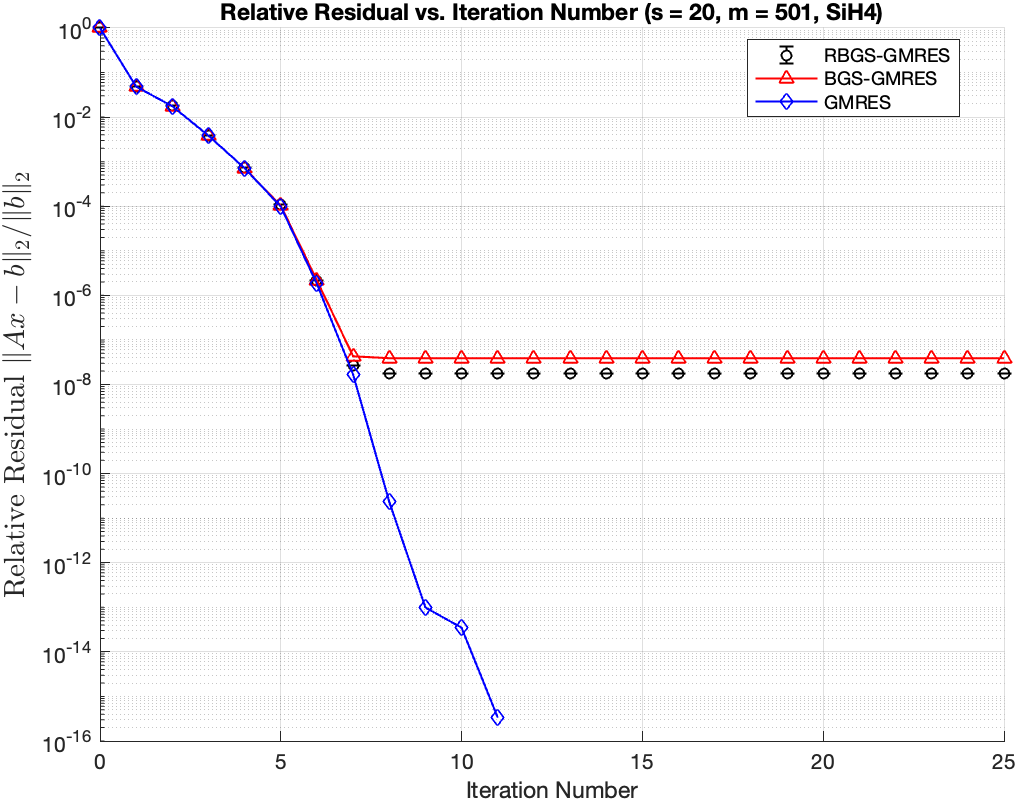 Relative Residual vs. Iteration Number (s = 20, m = 501, SiH4)
RBGS-GMRES
BGS-GMRES
GMRES
Relative Residual ||Ax − b||₂/||b||₂
10⁰
10⁻²
10⁻⁴
10⁻⁶
10⁻⁸
10⁻¹⁰
10⁻¹²
10⁻¹⁴
10⁻¹⁶
0 5 10 15 20 25
Iteration Number